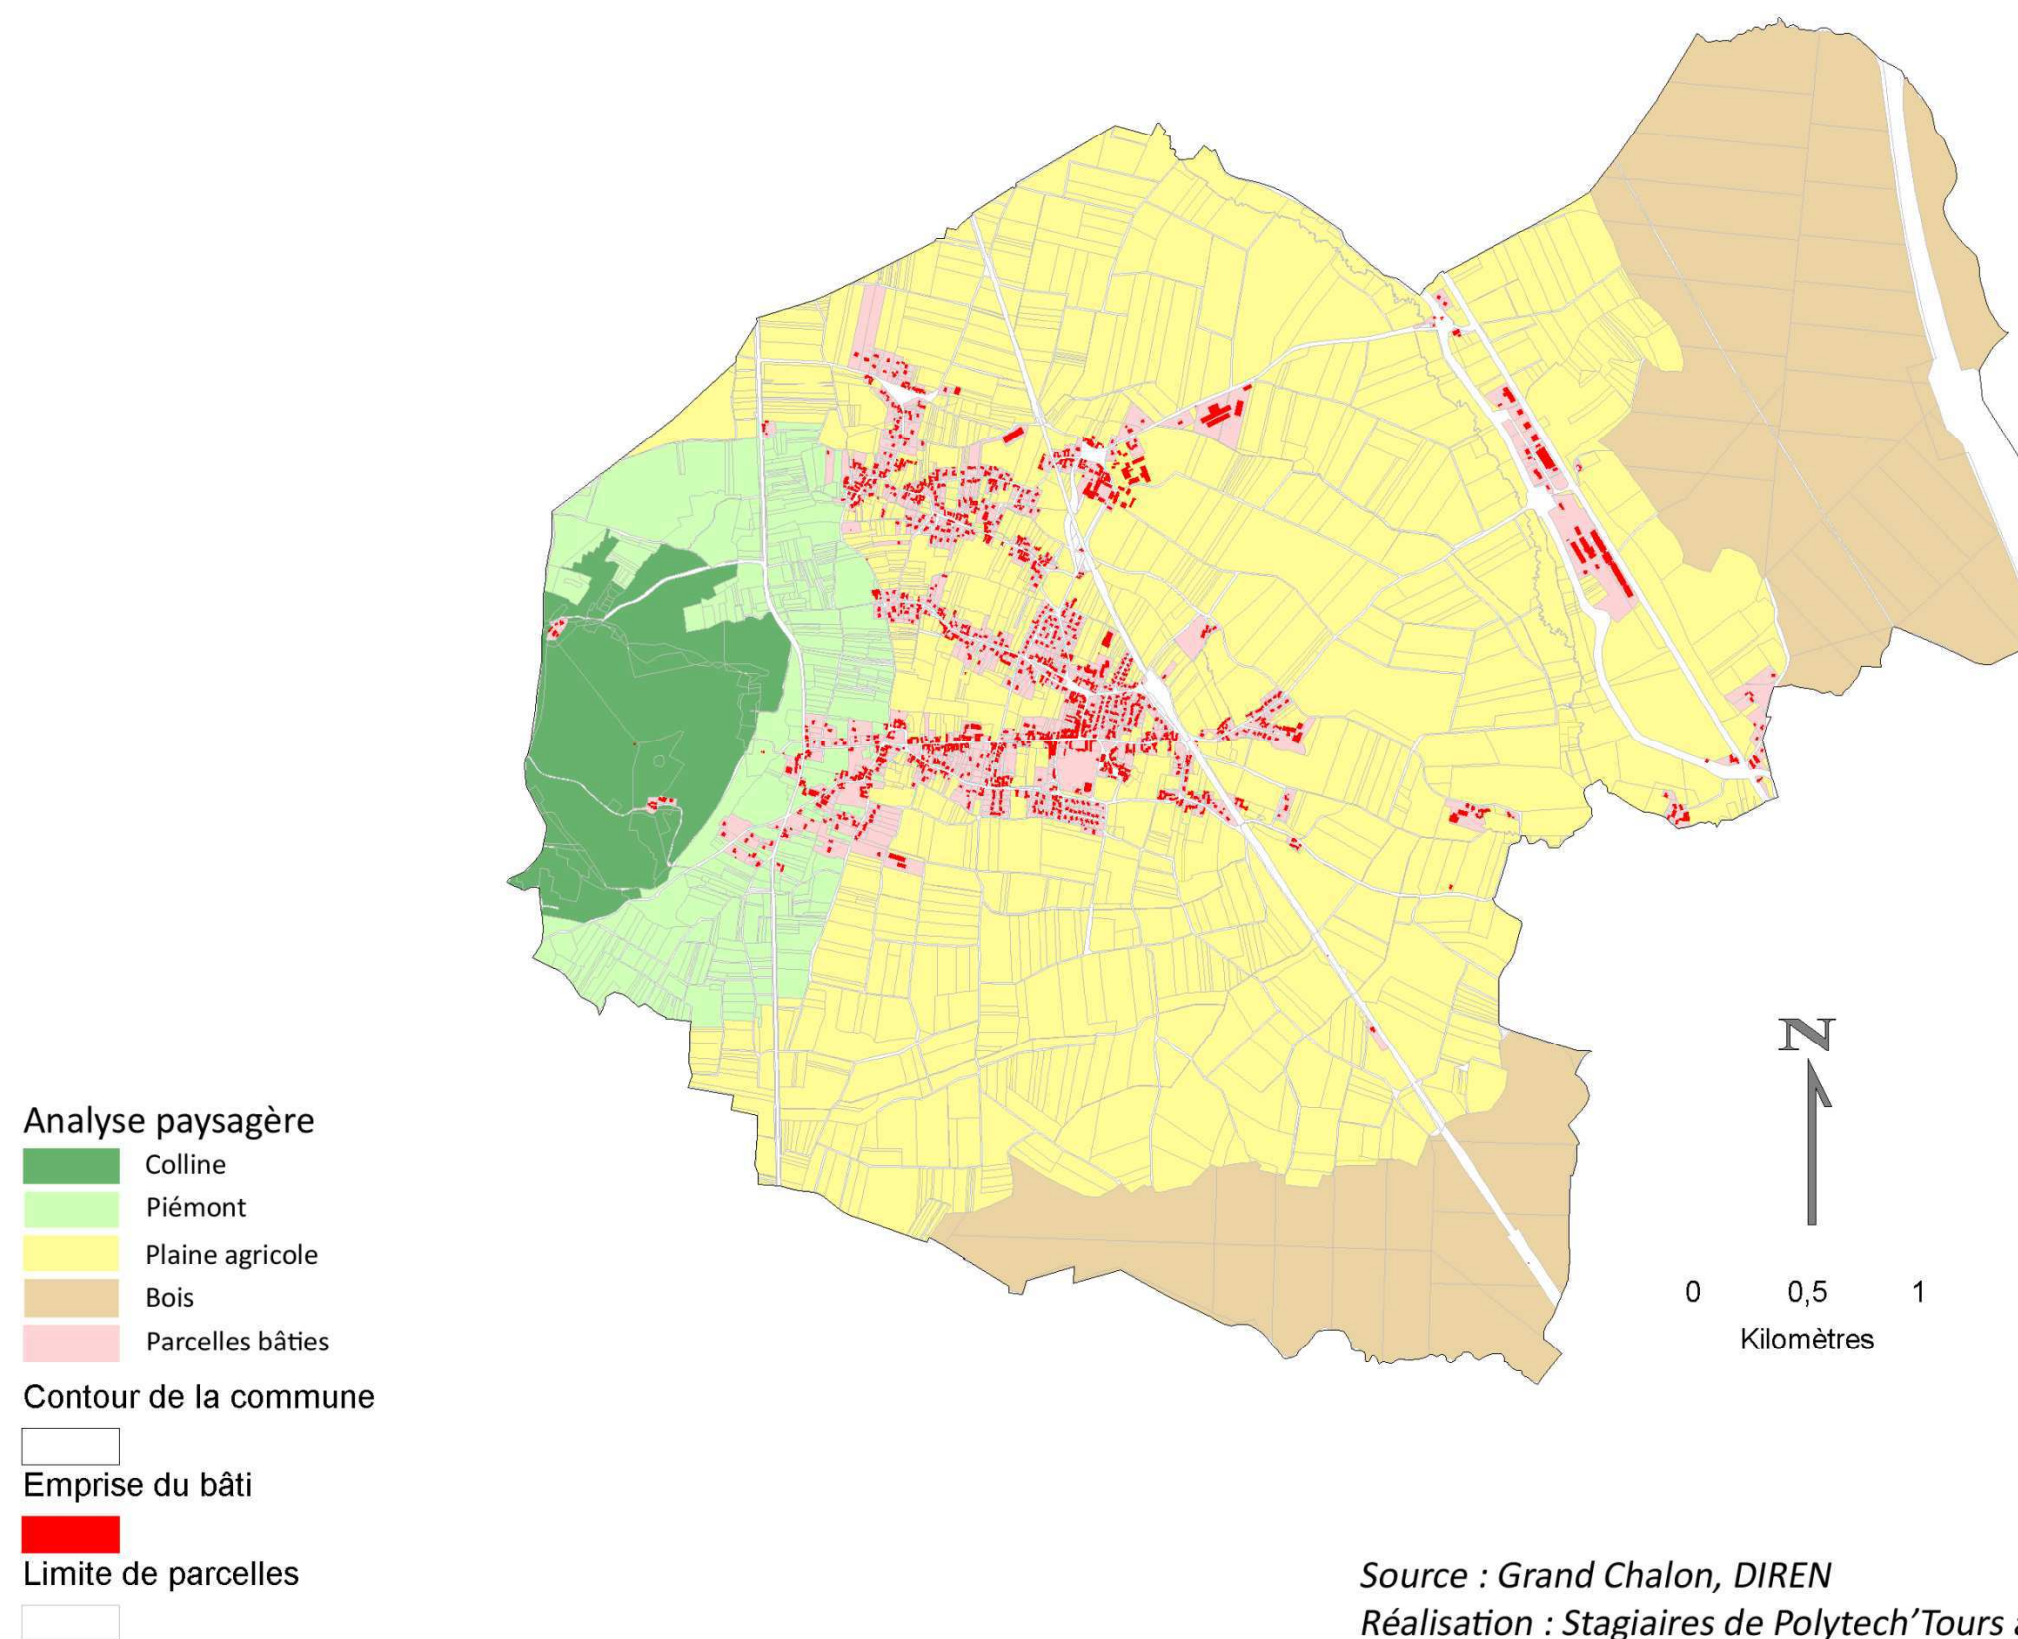 N
0 0,5 1
Kilomètres
Analyse paysagère
Colline
Piémont
Plaine agricole
Bois
Parcelles bâties
Contour de la commune
Emprise du bâti
Limite de parcelles
Source : Grand Chalon, DIREN
Réalisation : Stagiaires de Polytech'Tours